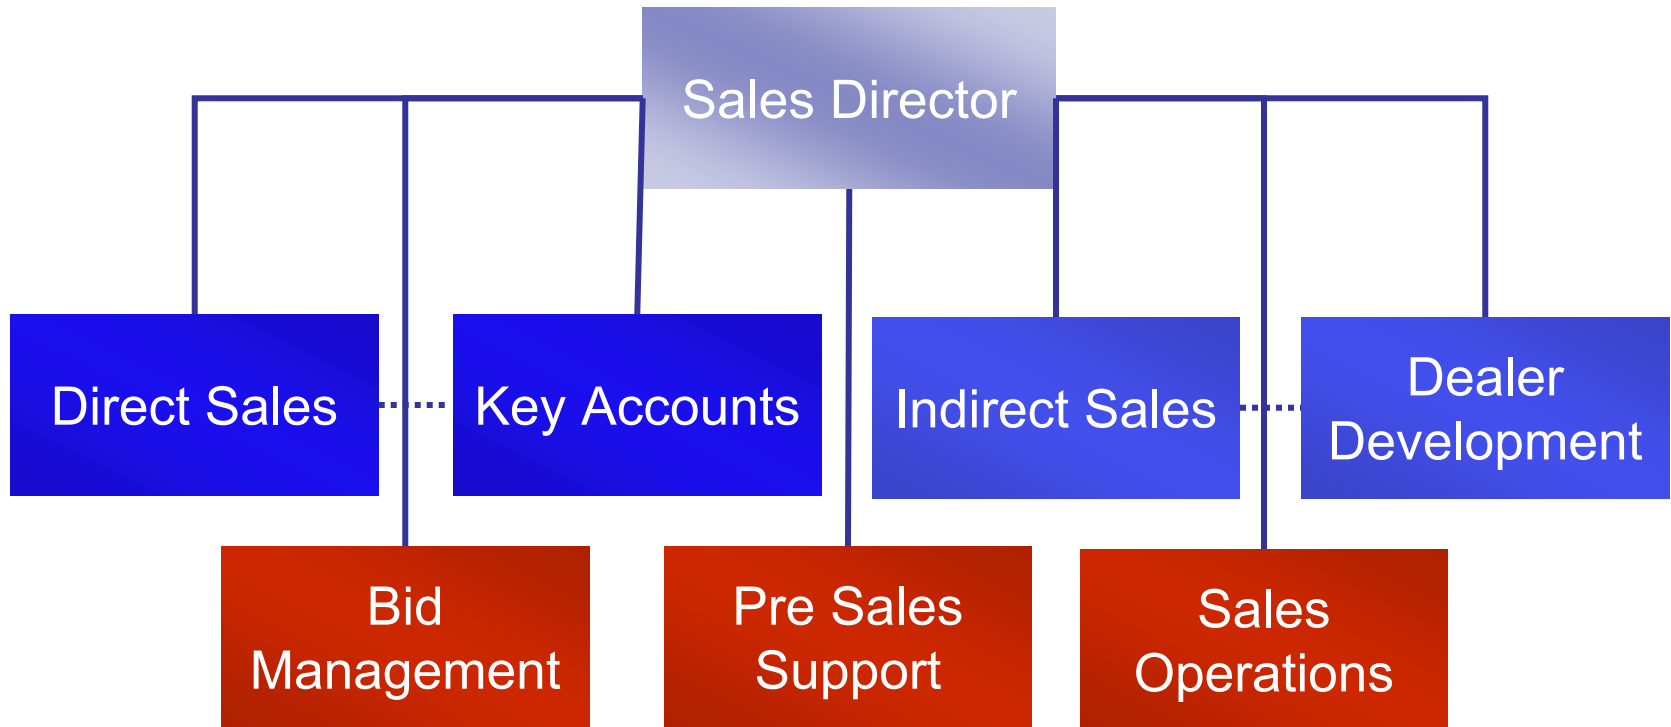 Sales Director
Direct Sales
Key Accounts
Indirect Sales
Dealer
Development
Bid
Management
Pre Sales
Support
Sales
Operations